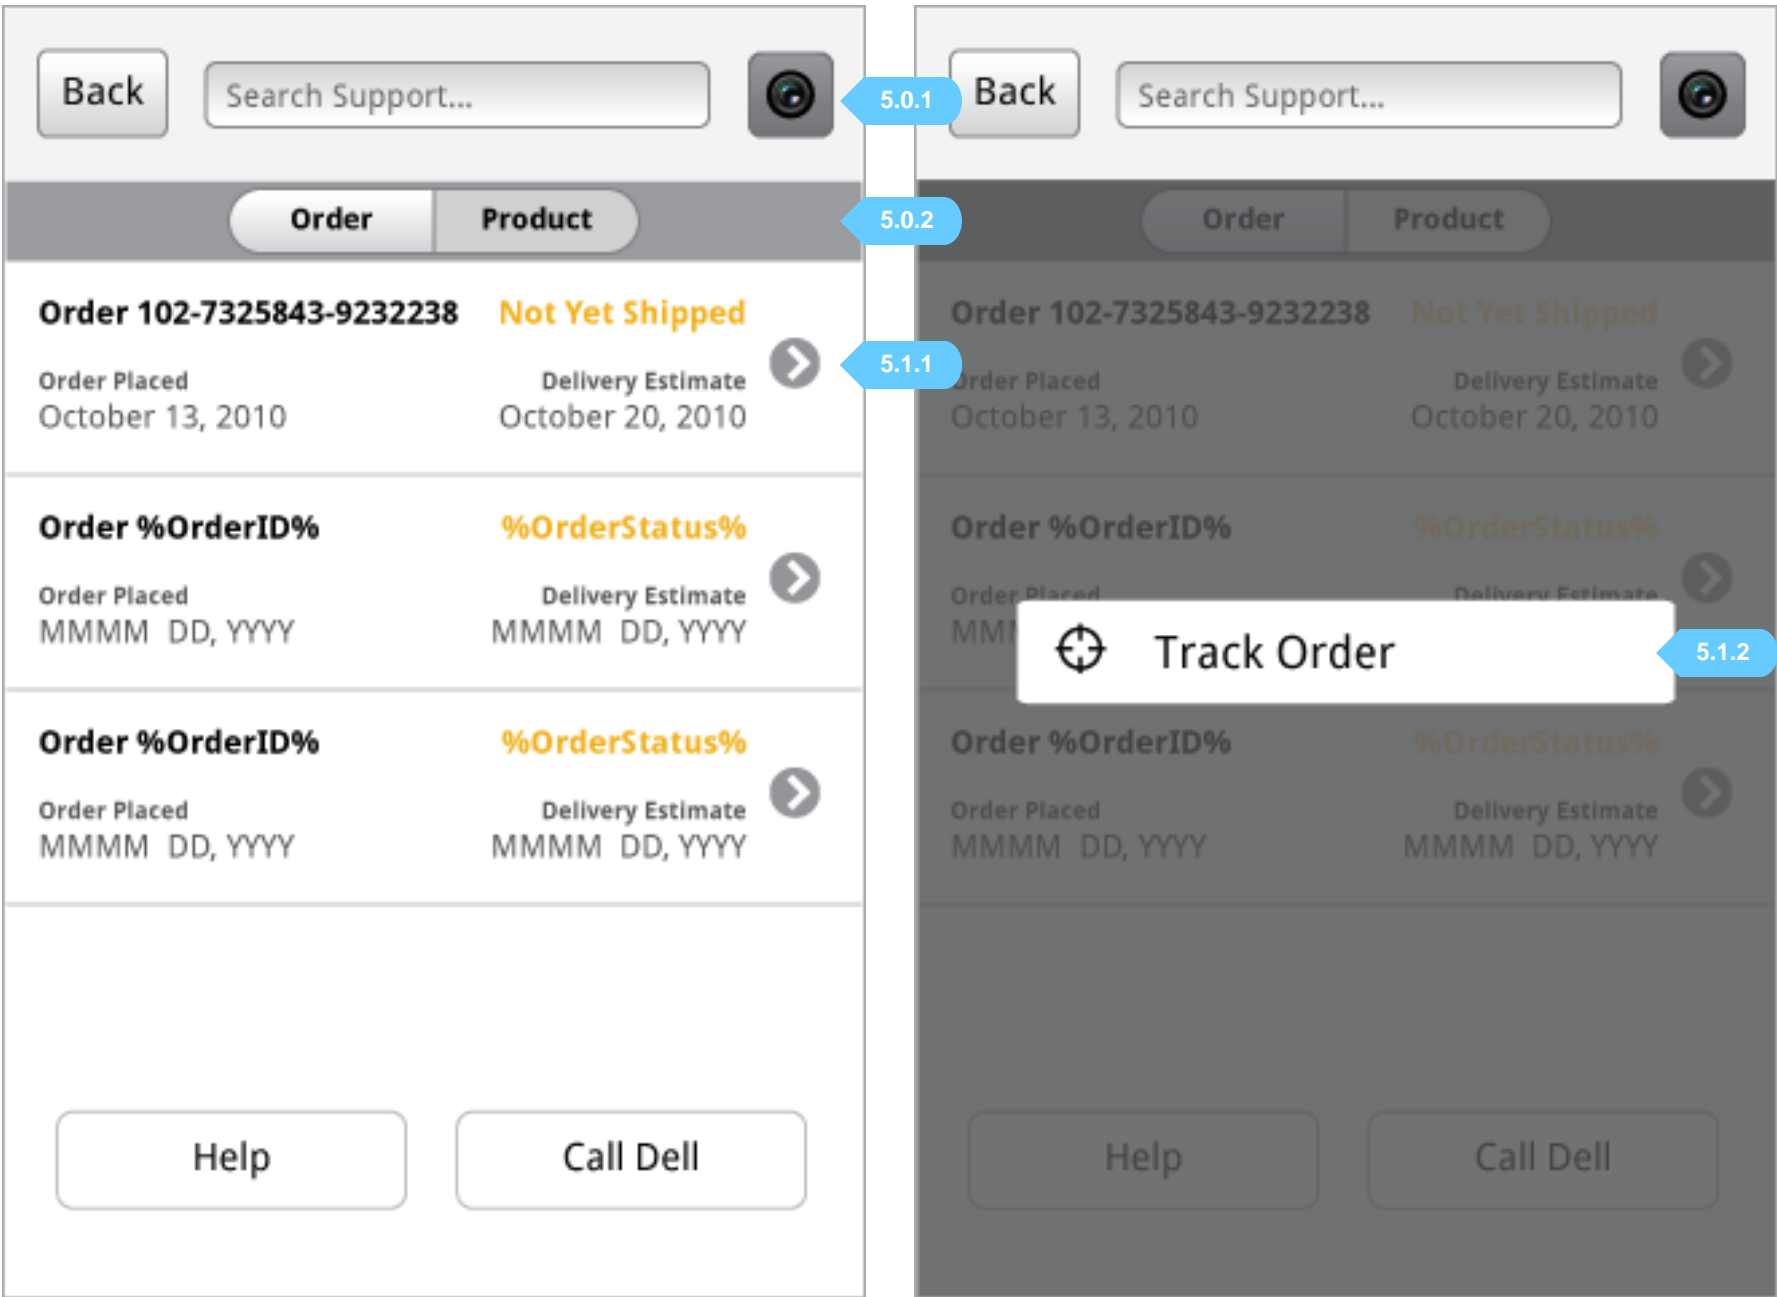 Back
Search Support...
5.0.1
Order
Product
5.0.2
Order 102-7325843-9232238
Not Yet Shipped
5.1.1
Order Placed
Delivery Estimate
October 13, 2010
October 20, 2010
Order %OrderID%
%OrderStatus%
Order Placed
Delivery Estimate
MMMM DD, YYYY
MMMM DD, YYYY
Order %OrderID%
%OrderStatus%
Order Placed
Delivery Estimate
MMMM DD, YYYY
MMMM DD, YYYY
Help
Call Dell
Back
Search Support...
Order
Product
Order 102-7325843-9232238
Not Yet Shipped
Order Placed
Delivery Estimate
October 13, 2010
October 20, 2010
Order %OrderID%
%OrderStatus%
Order Placed
Delivery Estimate
Track Order
5.1.2
Order %OrderID%
%OrderStatus%
Order Placed
Delivery Estimate
MMMM DD, YYYY
MMMM DD, YYYY
Help
Call Dell